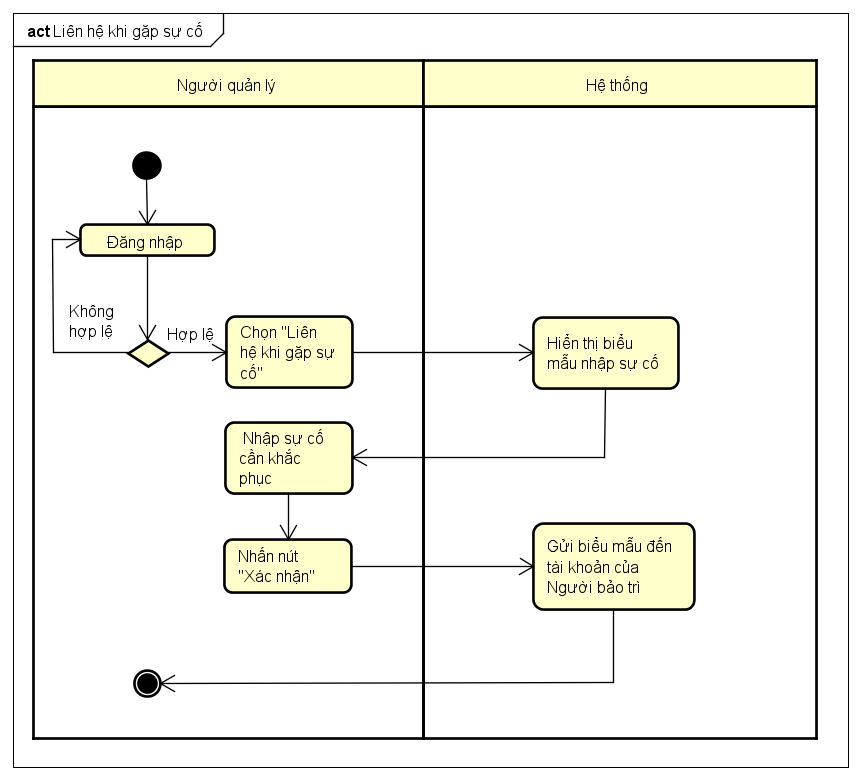 act Liên hệ khi gặp sự cố
Người quản lý
Hệ thống
Đăng nhập
Không
hợp lệ
Hợp lệ
Chọn "Liên
hệ khi gặp sự
cố"
Hiển thị biểu
mẫu nhập sự cố
Nhập sự cố
cần khắc
phục
Nhấn nút
"Xác nhận"
Gửi biểu mẫu đến
tài khoản của
Người bảo trì